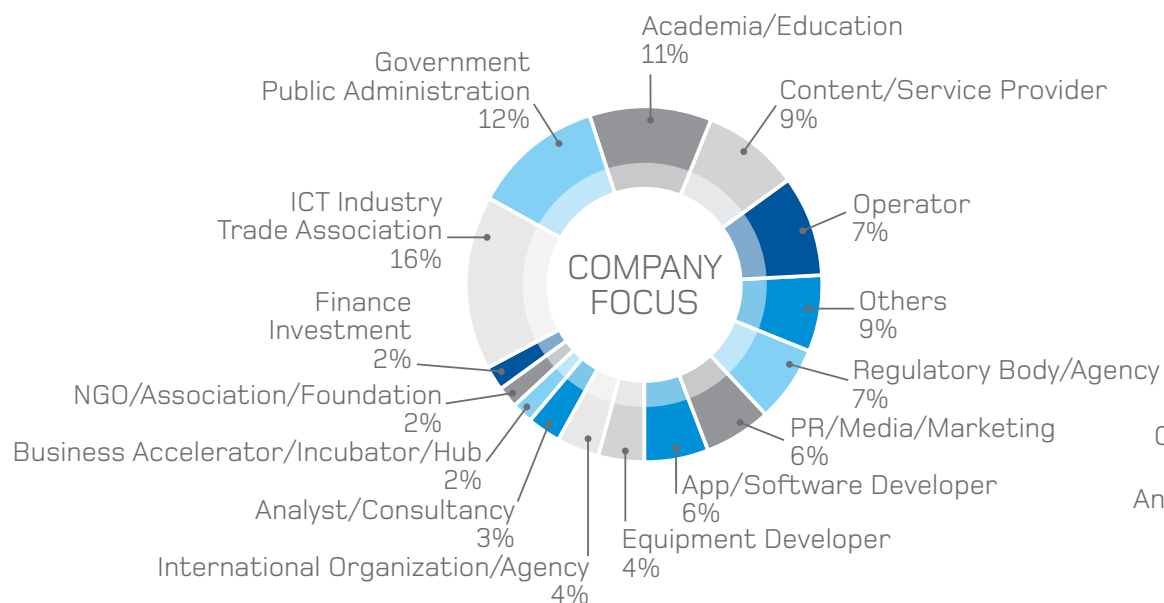 Academia/Education
11%
Government
Public Administration
12%
Content/Service Provider
9%
ICT Industry
Trade Association
16%
Operator
7%
COMPANY
FOCUS
Finance
Investment
2%
Others
9%
NGO/Association/Foundation
2%
Regulatory Body/Agency
7%
Business Accelerator/Incubator/Hub
2%
PR/Media/Marketing
6%
Analyst/Consultancy
3%
App/Software Developer
6%
International Organization/Agency
4%
Equipment Developer
4%
An